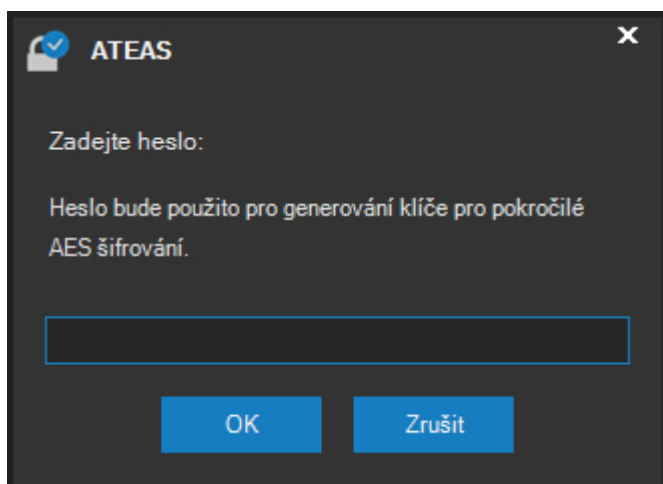 ATEAS
Zadejte heslo:
Heslo bude použito pro generování klíče pro pokročilé
AES šifrování.
OK
Zrušit